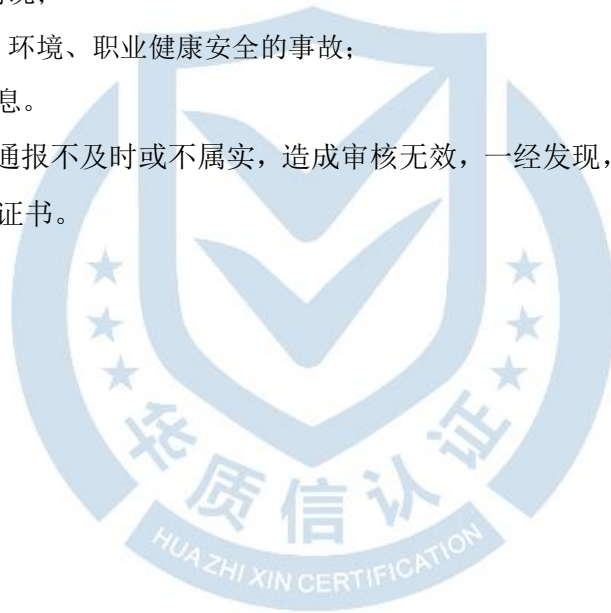 情况；
环境、职业健康安全的事故；
息。
通报不及时或不属实，造成审核无效，一经发现，
证书。
华质信认证
HUA ZHI XIN CERTIFICATION